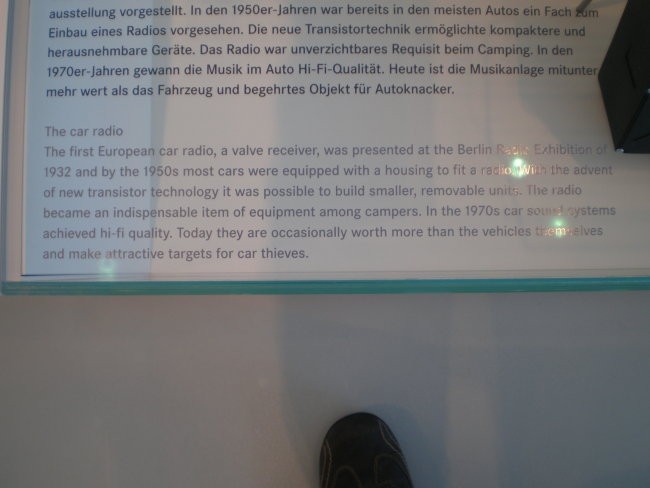 ausstellung vorgestellt. In den 1950er-Jahren war bereits in den meisten Autos ein Fach zum
Einbau eines Radios vorgesehen. Die neue Transistortechnik ermöglichte kompaktere und
herausnehmbare Geräte. Das Radio war unverzichtbares Requisit beim Camping. In den
1970er-Jahren gewann die Musik im Auto Hi-Fi-Qualität. Heute ist die Musikanlage mitunter
mehr wert als das Fahrzeug und begehrtes Objekt für Autoknacker.
The car radio
The first European car radio, a valve receiver, was presented at the Berlin Radio Exhibition of
1932 and by the 1950s most cars were equipped with a housing to fit a radio. With the advent
of new transistor technology it was possible to build smaller, removable units. The radio
became an indispensable item of equipment among campers. In the 1970s car sound systems
achieved hi-fi quality. Today they are occasionally worth more than the vehicles themselves
and make attractive targets for car thieves.